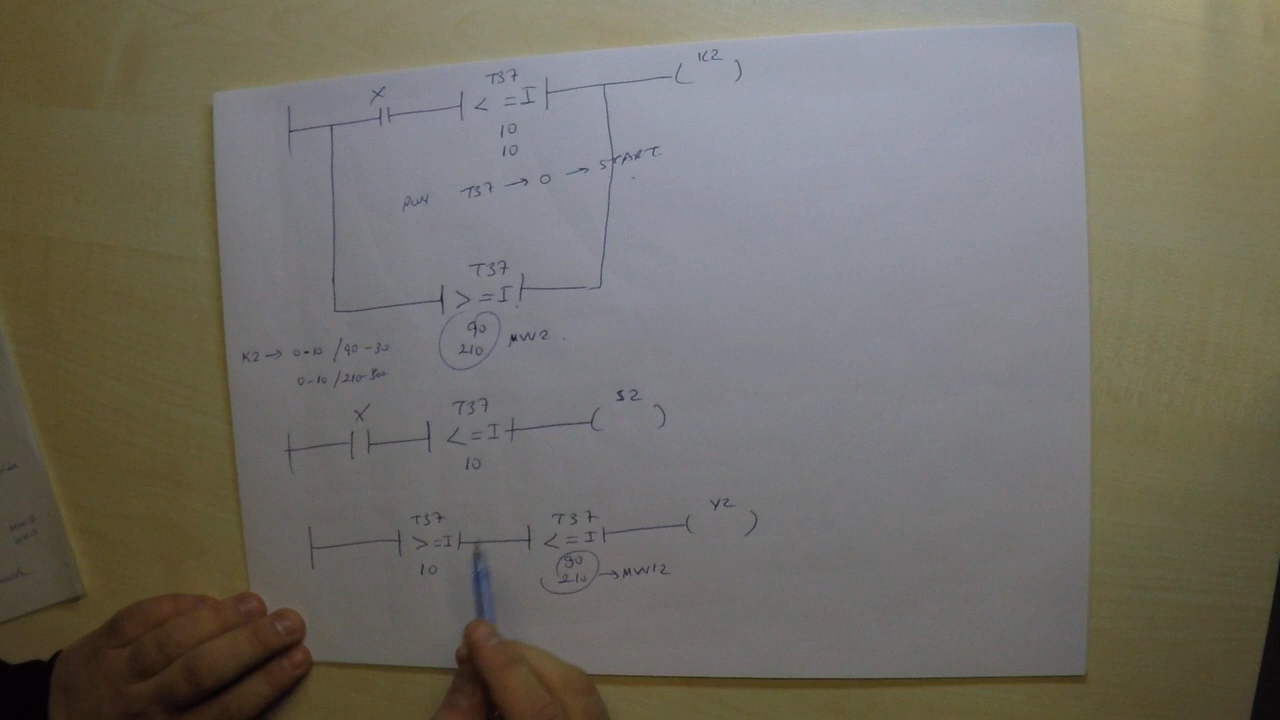 X T37 ( K2 )
< =I
10
10
T37 → 0 → START
T37
> =I
90
210 MW2
K2 → 0-10 / 90-30
0-10 / 210-300
X T37 ( S2 )
< =I
10
T37 T37 ( Y2 )
> =I < =I
10 90
210 → MW12